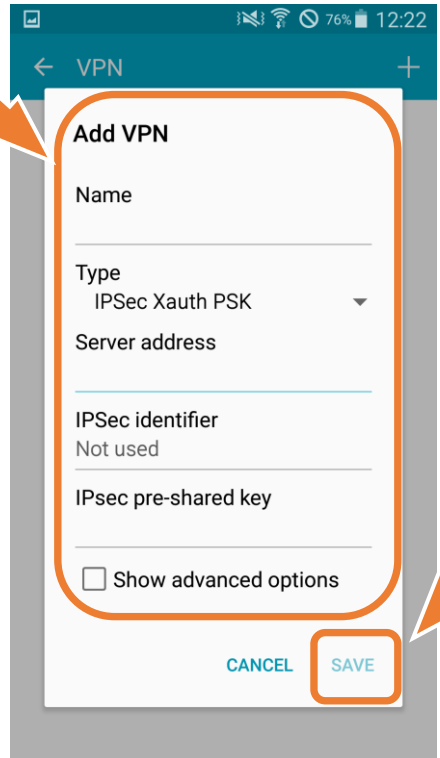 76% 12:22
VPN
Add VPN
Name
Type
IPSec Xauth PSK
Server address
IPSec identifier
Not used
IPsec pre-shared key
Show advanced options
CANCEL SAVE